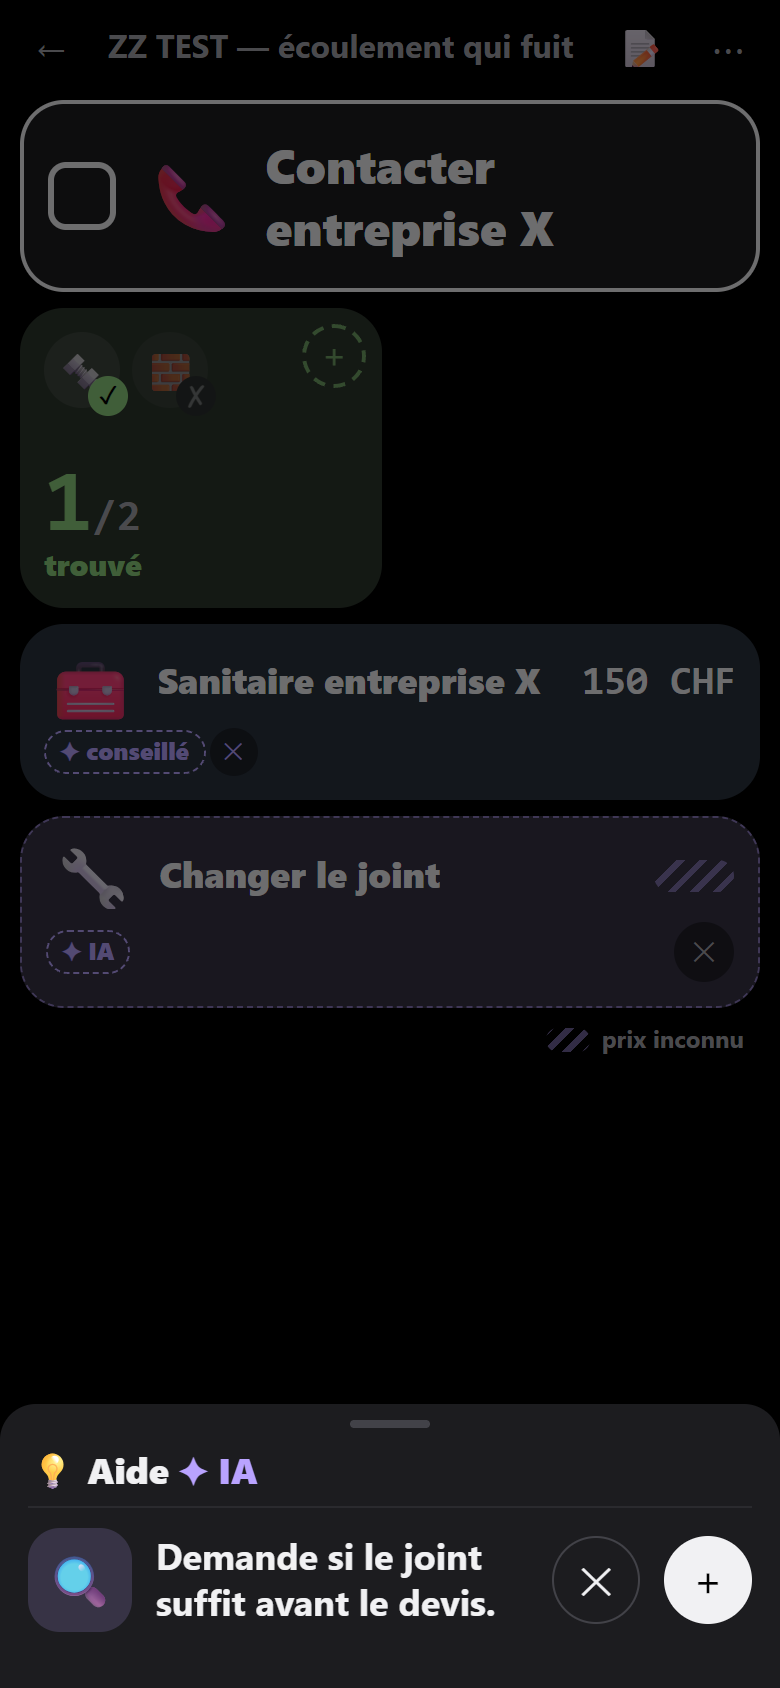 ← ZZ TEST — écoulement qui fuit ...
Contacter
entreprise X
+
✓ ✗
1/2
trouvé
Sanitaire entreprise X 150 CHF
✦ conseillé ×
Changer le joint
✦ IA ×
prix inconnu
Aide ✦ IA
Demande si le joint
suffit avant le devis.
× +